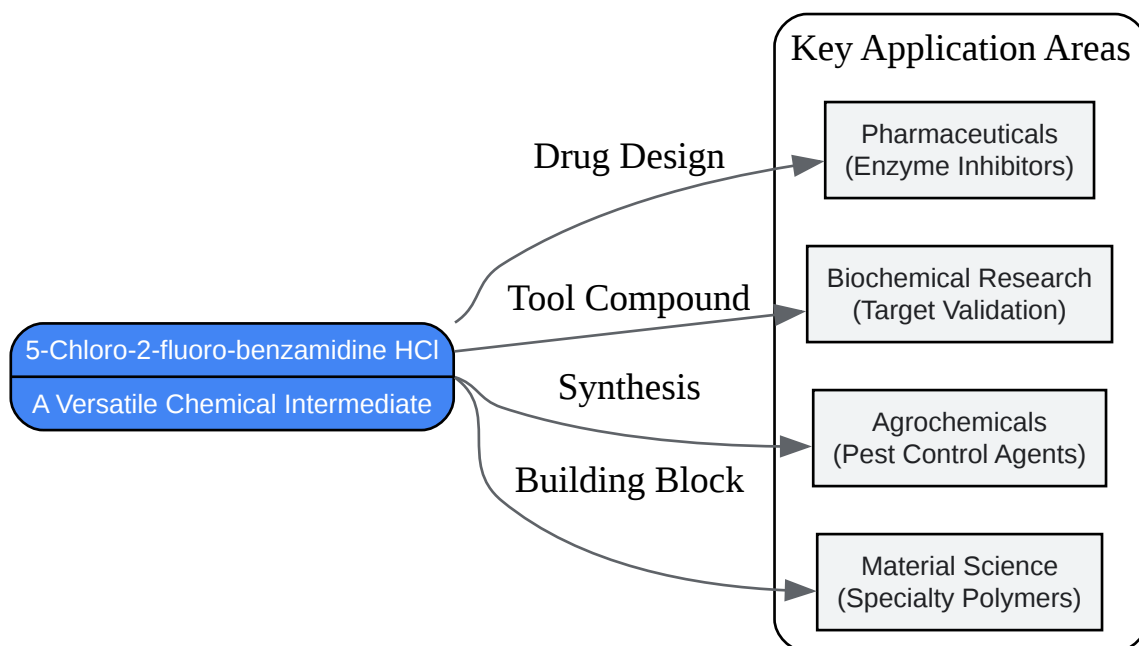 Key Application Areas
Drug Design
Pharmaceuticals
(Enzyme Inhibitors)
Tool Compound
Biochemical Research
(Target Validation)
5-Chloro-2-fluoro-benzamidine HCl
A Versatile Chemical Intermediate
Synthesis
Agrochemicals
(Pest Control Agents)
Building Block
Material Science
(Specialty Polymers)